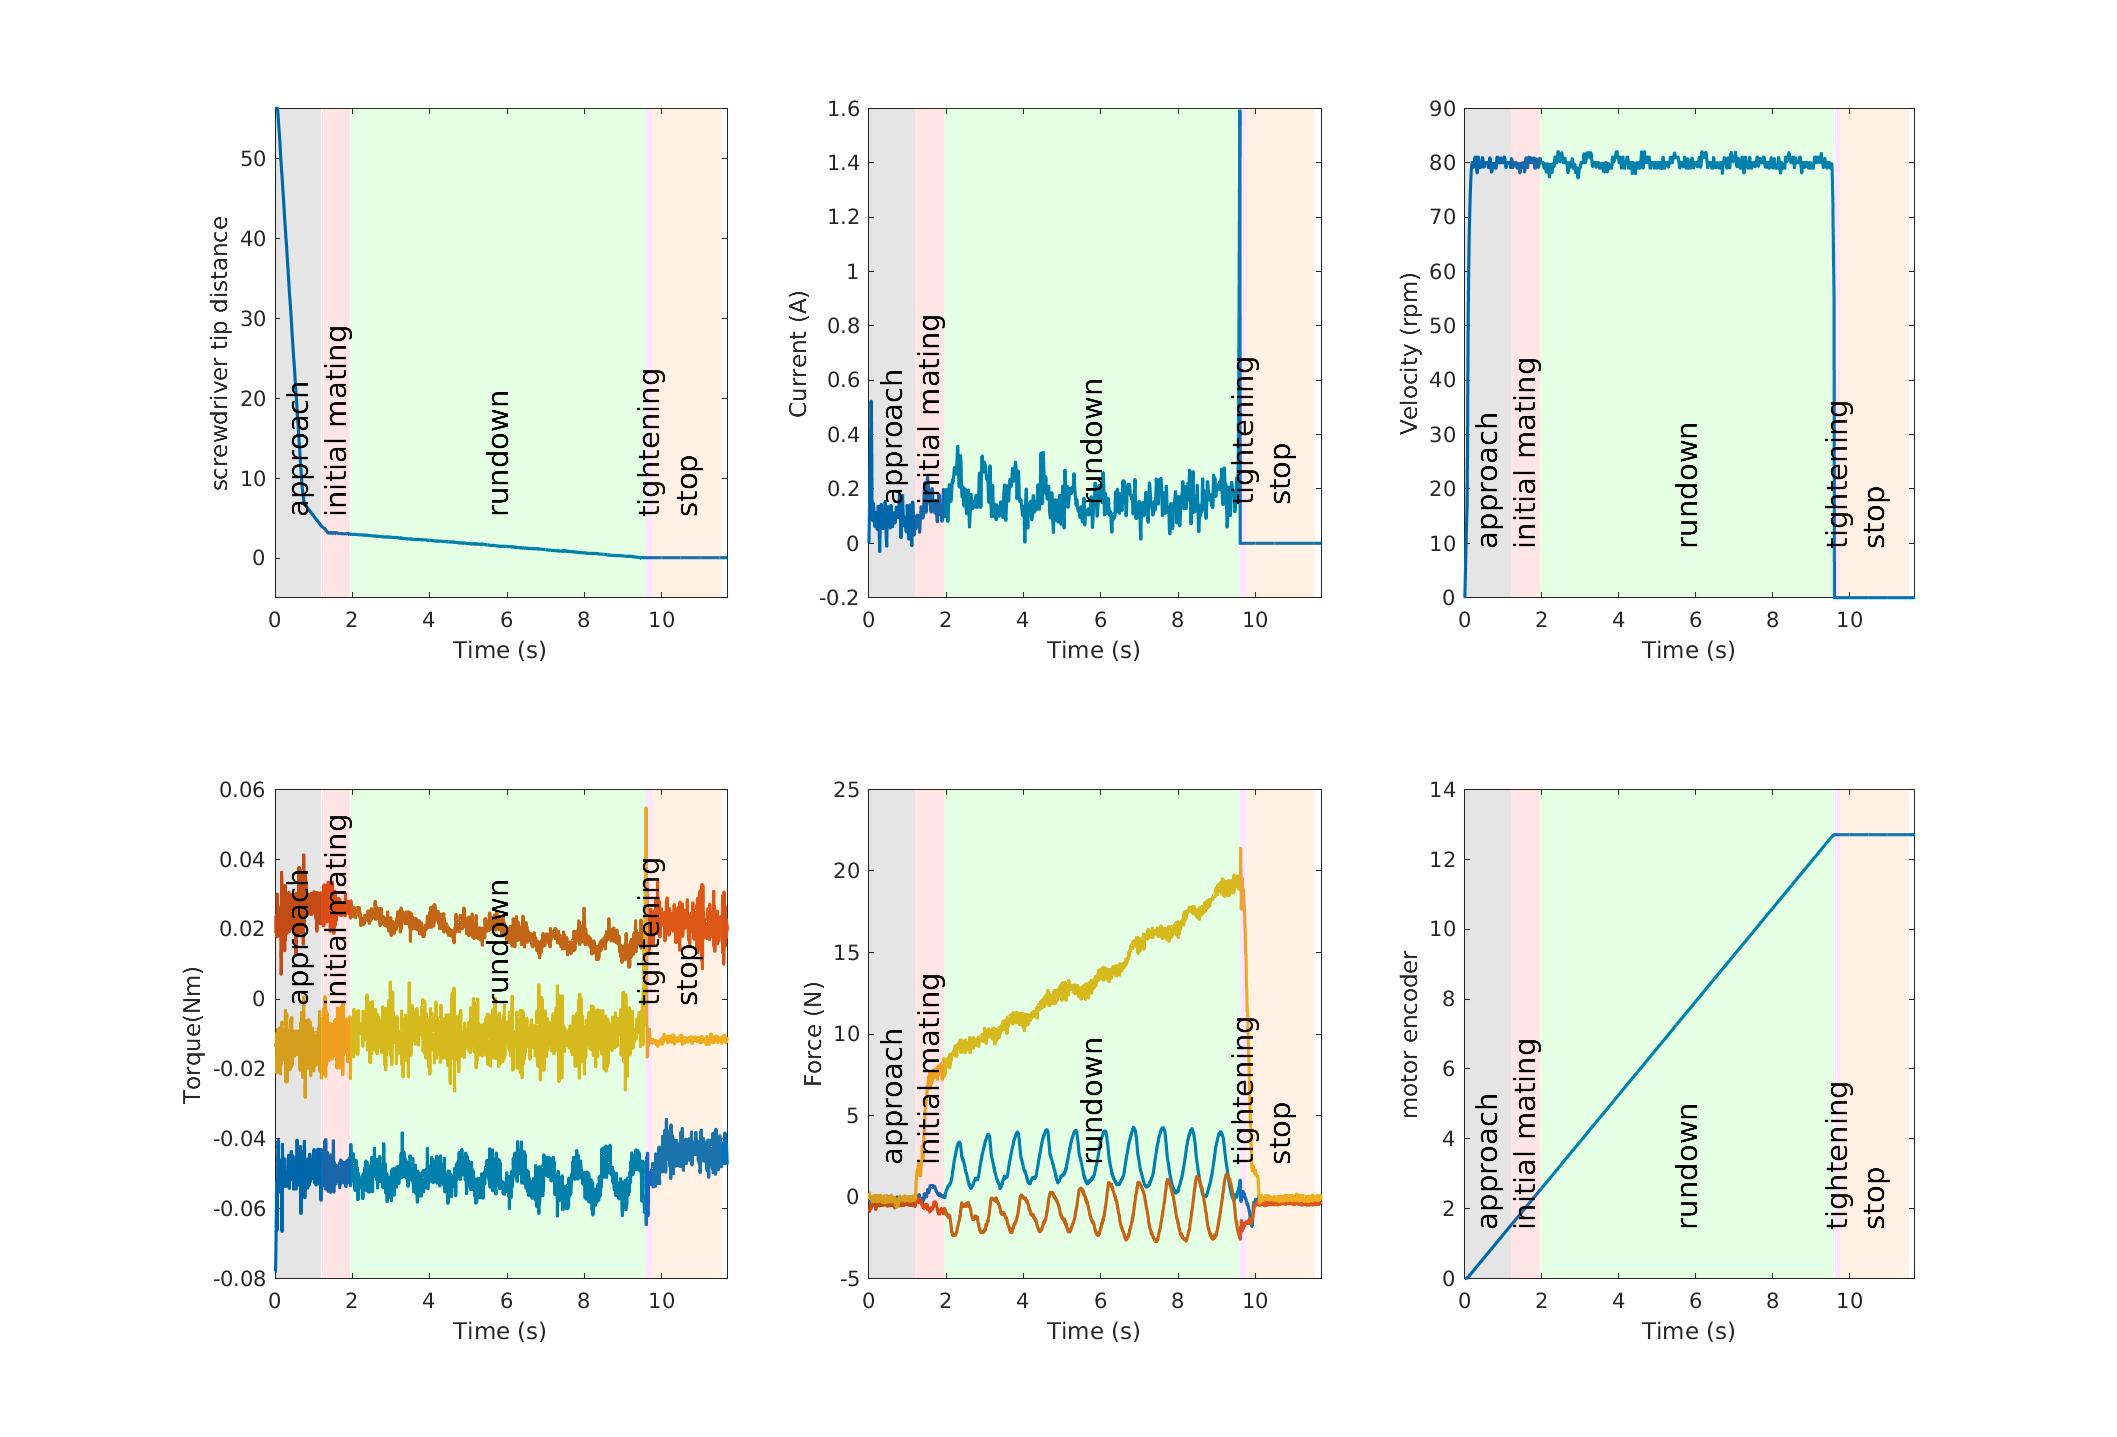 50
40
30
20
10
0
screwdriver tip distance
approach
initial mating
rundown
tightening
stop
0 2 4 6 8 10
Time (s)
1.6
1.4
1.2
1
0.8
0.6
0.4
0.2
0
-0.2
Current (A)
approach
initial mating
rundown
tightening
stop
0 2 4 6 8 10
Time (s)
90
80
70
60
50
40
30
20
10
0
Velocity (rpm)
approach
initial mating
rundown
tightening
stop
0 2 4 6 8 10
Time (s)
0.06
0.04
0.02
0
-0.02
-0.04
-0.06
-0.08
Torque(Nm)
approach
initial mating
rundown
tightening
stop
0 2 4 6 8 10
Time (s)
25
20
15
10
5
0
-5
Force (N)
approach
initial mating
rundown
tightening
stop
0 2 4 6 8 10
Time (s)
14
12
10
8
6
4
2
0
motor encoder
approach
initial mating
rundown
tightening
stop
0 2 4 6 8 10
Time (s)